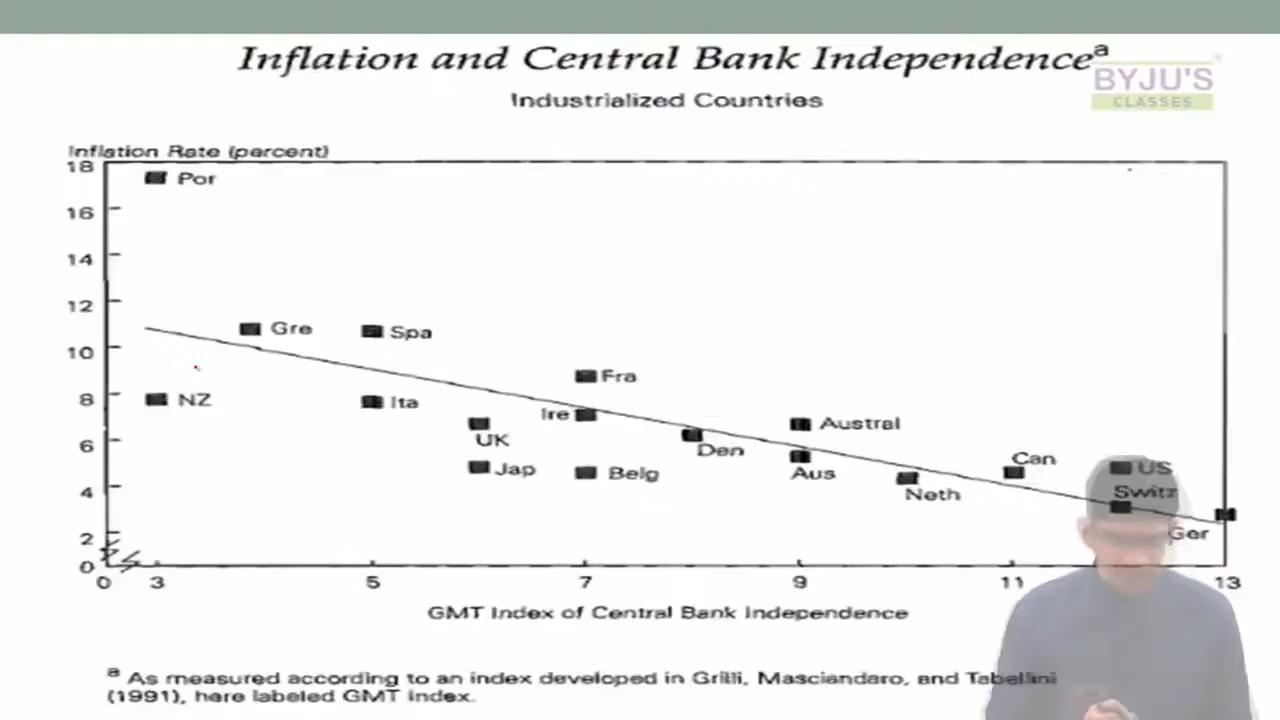 Inflation and Central Bank Independenceᵃ
BYJU'S
CLASSES
Industrialized Countries
Inflation Rate (percent)
18
Por
16
14
12
Gre
Spa
10
Fra
8
NZ
Ita
Ire
Austral
UK
6
Den
Can
Jap
Belg
Aus
US
4
Neth
Switz
Ger
2
0
0 3 5 7 9 11 13
GMT Index of Central Bank Independence
ᵃ As measured according to an index developed in Grilli, Masciandaro, and Tabellini
(1991), here labeled GMT Index.